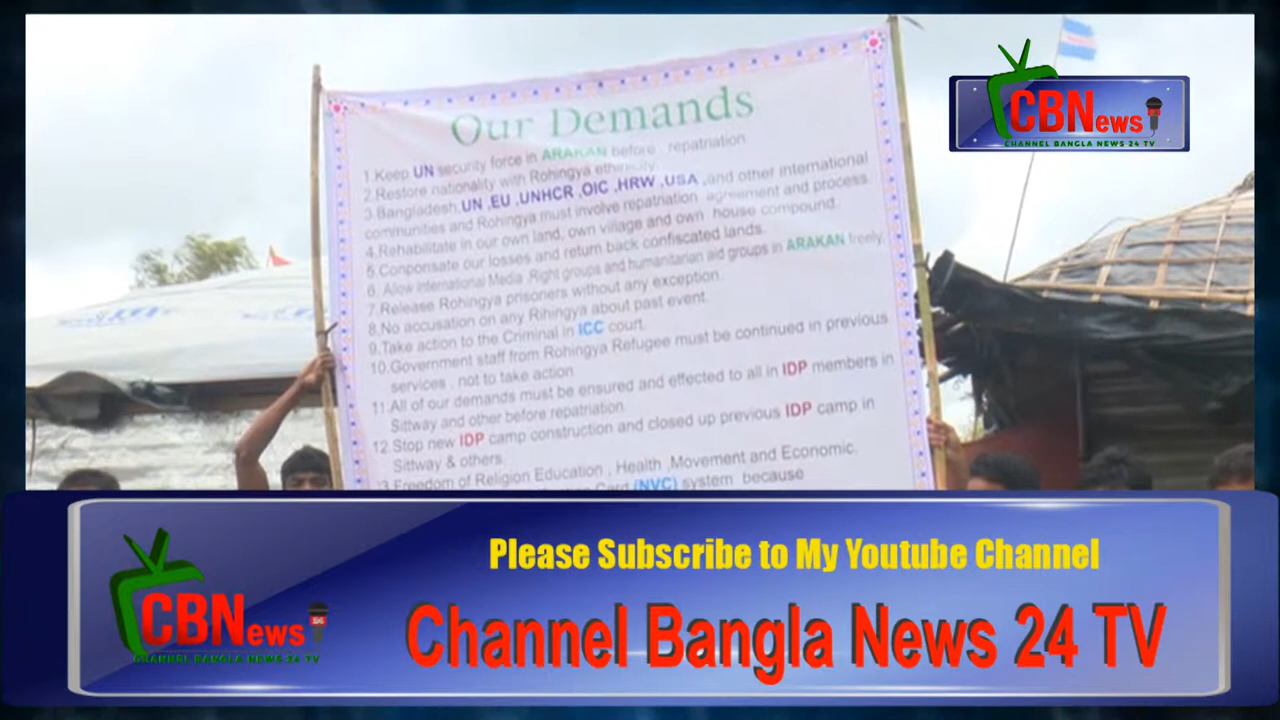 Our Demands
1.Keep UN security force in ARAKAN before repatriation
2.Restore nationality with Rohingya ethinicity.
3.Bangladesh,UN ,EU ,UNHCR ,OIC ,HRW ,USA ,and other international
communities and Rohingya must involve repatriation agreement and process.
4.Rehabilitate in our own land, own village and own house compound.
5.Conponsate our losses and return back confiscated lands.
6. Allow International Media ,Right groups and humanitarian aid groups in ARAKAN freely.
7.Release Rohingya prisoriers without any exception.
8.No accusation on any Rihingya about past event.
9.Take action to the Criminal in ICC court.
10.Government staff from Rohingya Refugee must be continued in previous
services , not to take action
11.All of our demands must be ensured and effected to all in IDP members in
Sittway and other before repatriation.
12.Stop new IDP camp construction and closed up previous IDP camp in
Sittway & others.
13.Freedom of Religion Education , Health ,Movement and Economic.
Card (NVC) system because
CBNews
CHANNEL BANGLA NEWS 24 TV
CBNews 24
CHANNEL BANGLA NEWS 24 TV
Please Subscribe to My Youtube Channel
Channel Bangla News 24 TV